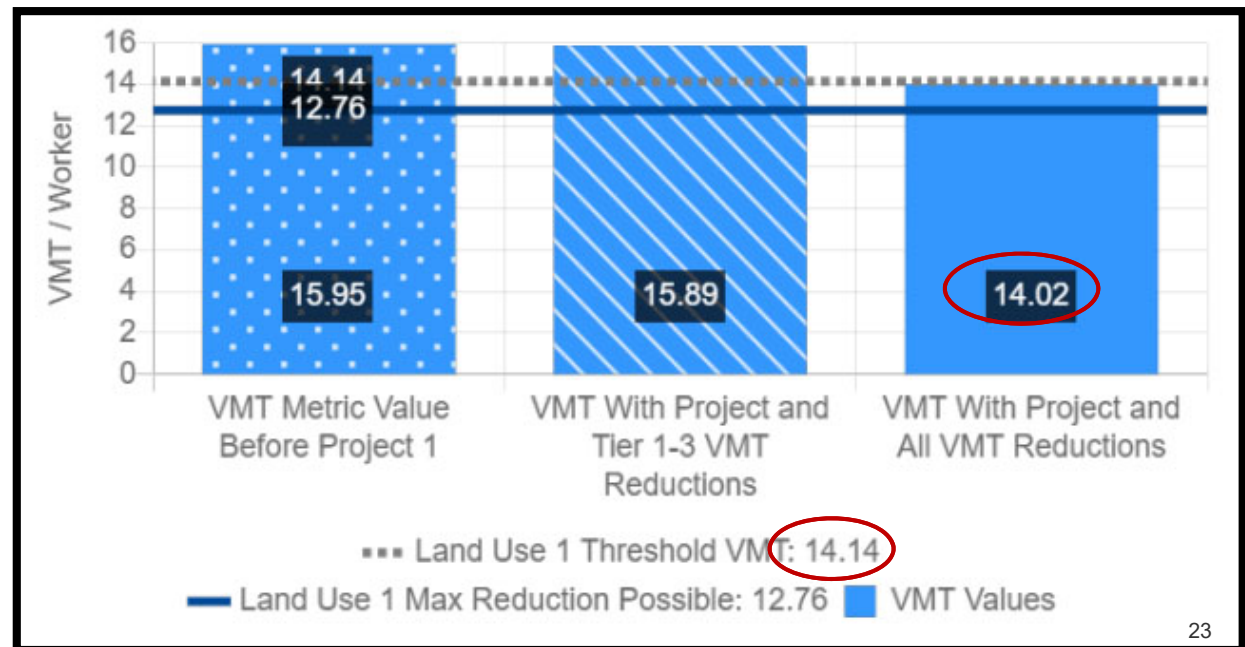 16
14
12
10
8
6
4
2
0
VMT / Worker
14.14
12.76
15.95
15.89
14.02
VMT Metric Value
Before Project 1
VMT With Project and
Tier 1-3 VMT
Reductions
VMT With Project and
All VMT Reductions
Land Use 1 Threshold VMT: 14.14
Land Use 1 Max Reduction Possible: 12.76 VMT Values
23